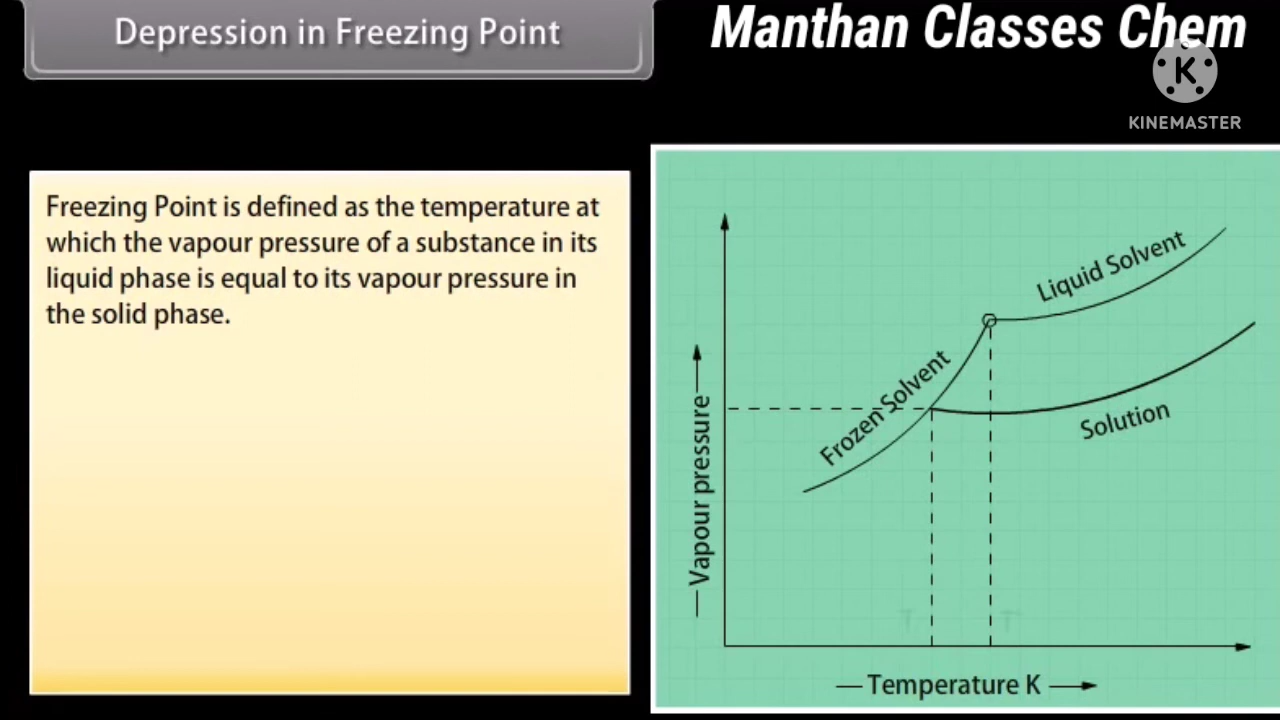 Depression in Freezing Point
Manthan Classes Chem
K
KINEMASTER
Freezing Point is defined as the temperature at
which the vapour pressure of a substance in its
liquid phase is equal to its vapour pressure in
the solid phase.
Liquid Solvent
Frozen Solvent
Solution
Vapour pressure
Temperature K